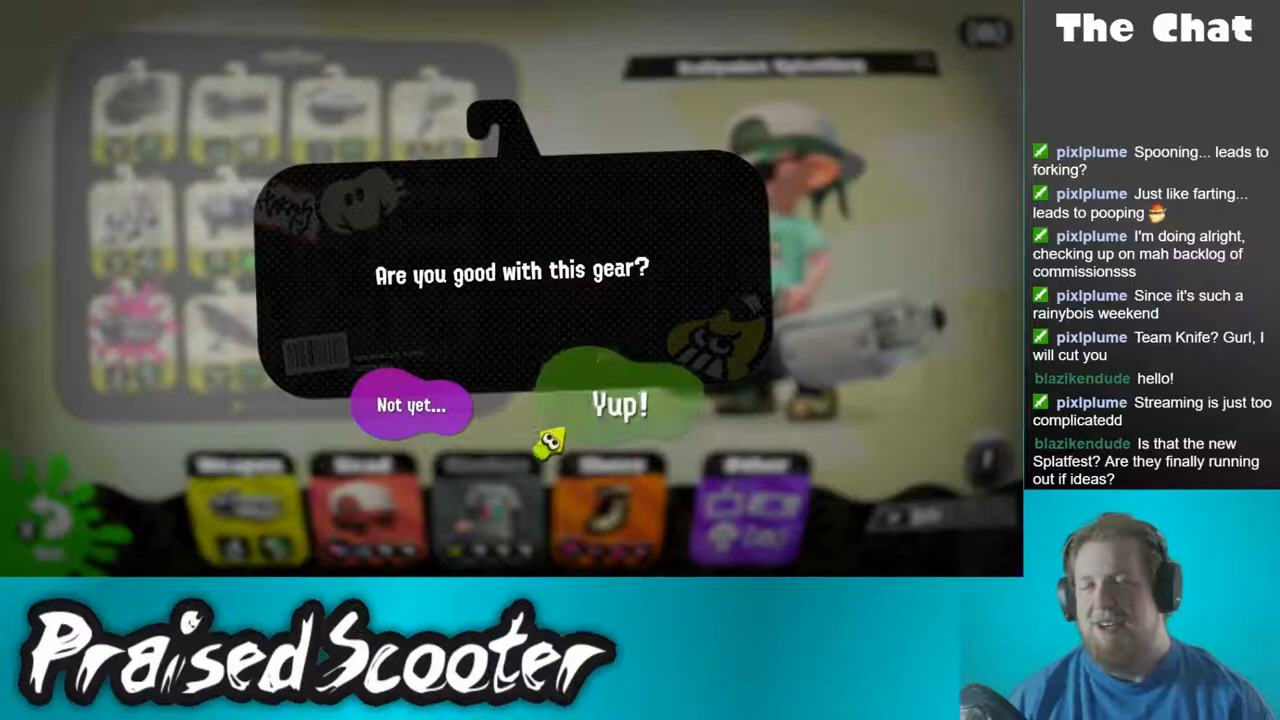 The Chat
Are you good with this gear?
Not yet...
Yup!
pixlplume Spooning... leads to
forking?
pixlplume Just like farting...
leads to pooping
pixlplume I'm doing alright,
checking up on mah backlog of
commissionsss
pixlplume Since it's such a
rainybois weekend
pixlplume Team Knife? Gurl, I
will cut you
blazikendude hello!
pixlplume Streaming is just too
complicatedd
blazikendude Is that the new
Splatfest? Are they finally running
out if ideas?
PraisedScooter